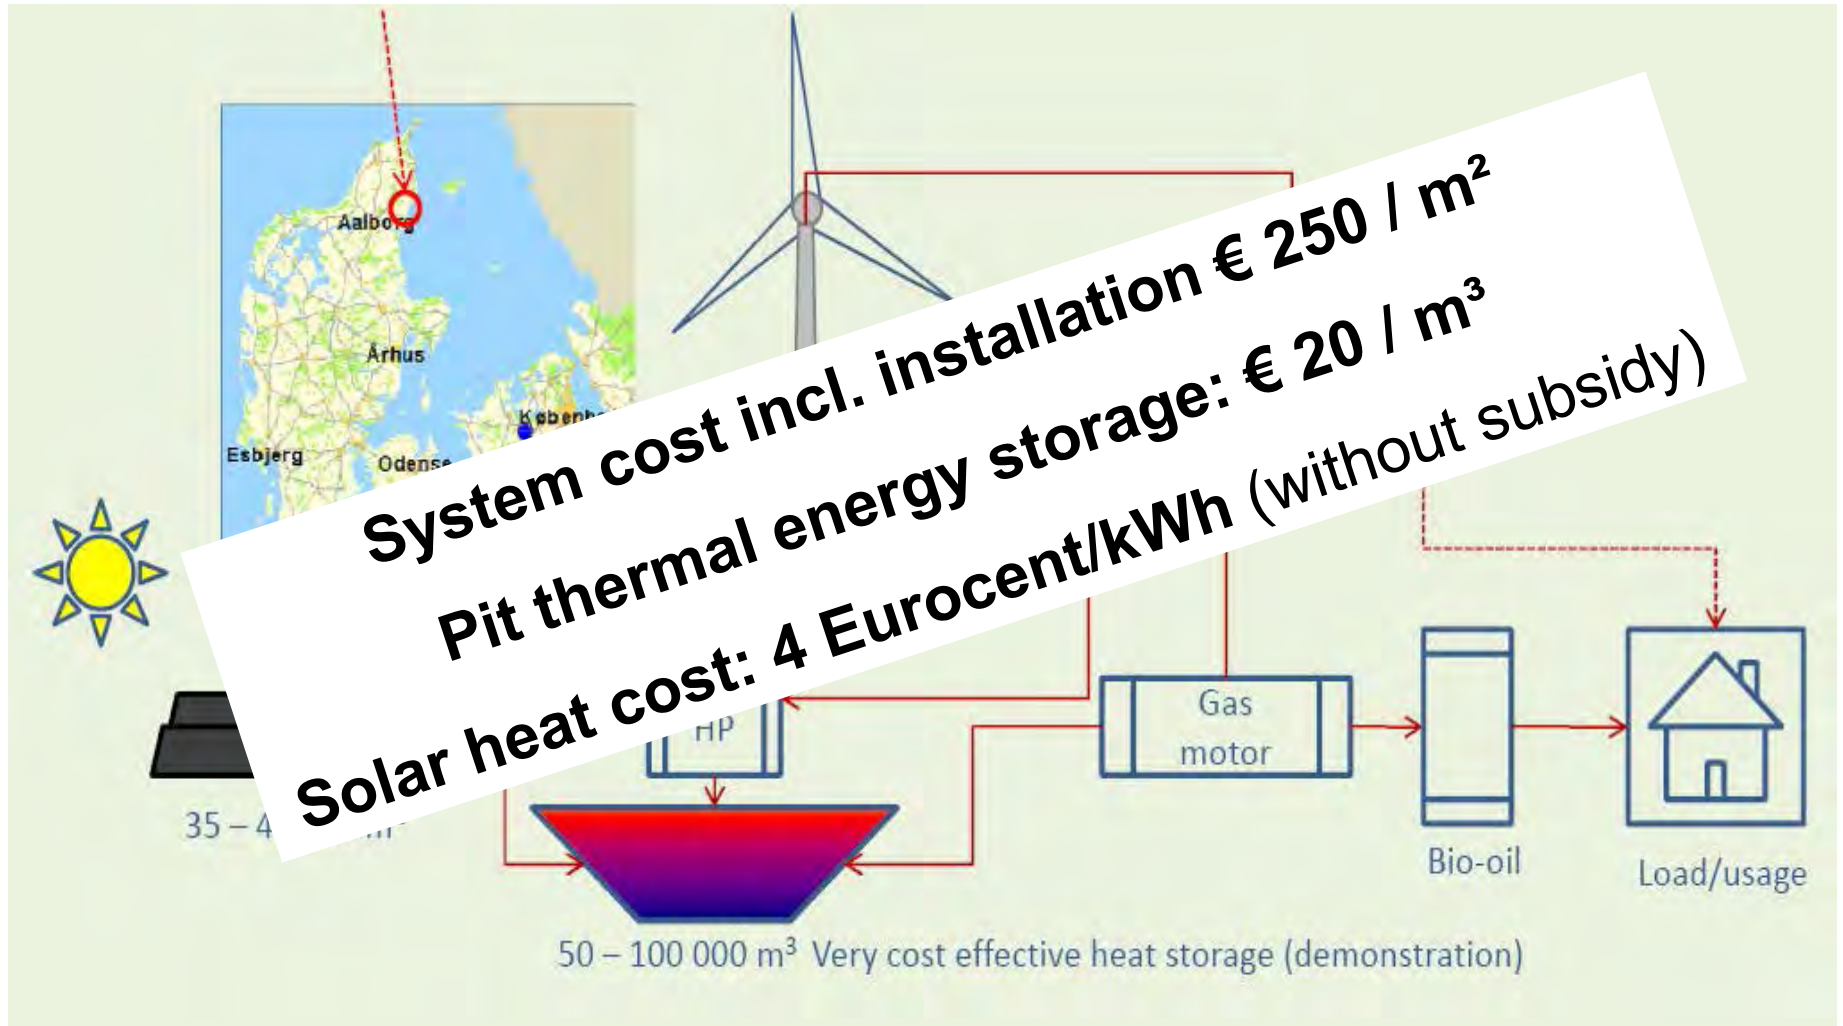 Aalborg
Århus
Esbjerg
Odense
System cost incl. installation € 250 / m²
Pit thermal energy storage: € 20 / m³
Solar heat cost: 4 Eurocent/kWh (without subsidy)
HP
Gas
motor
35 – 4
Bio-oil
Load/usage
50 – 100 000 m³ Very cost effective heat storage (demonstration)